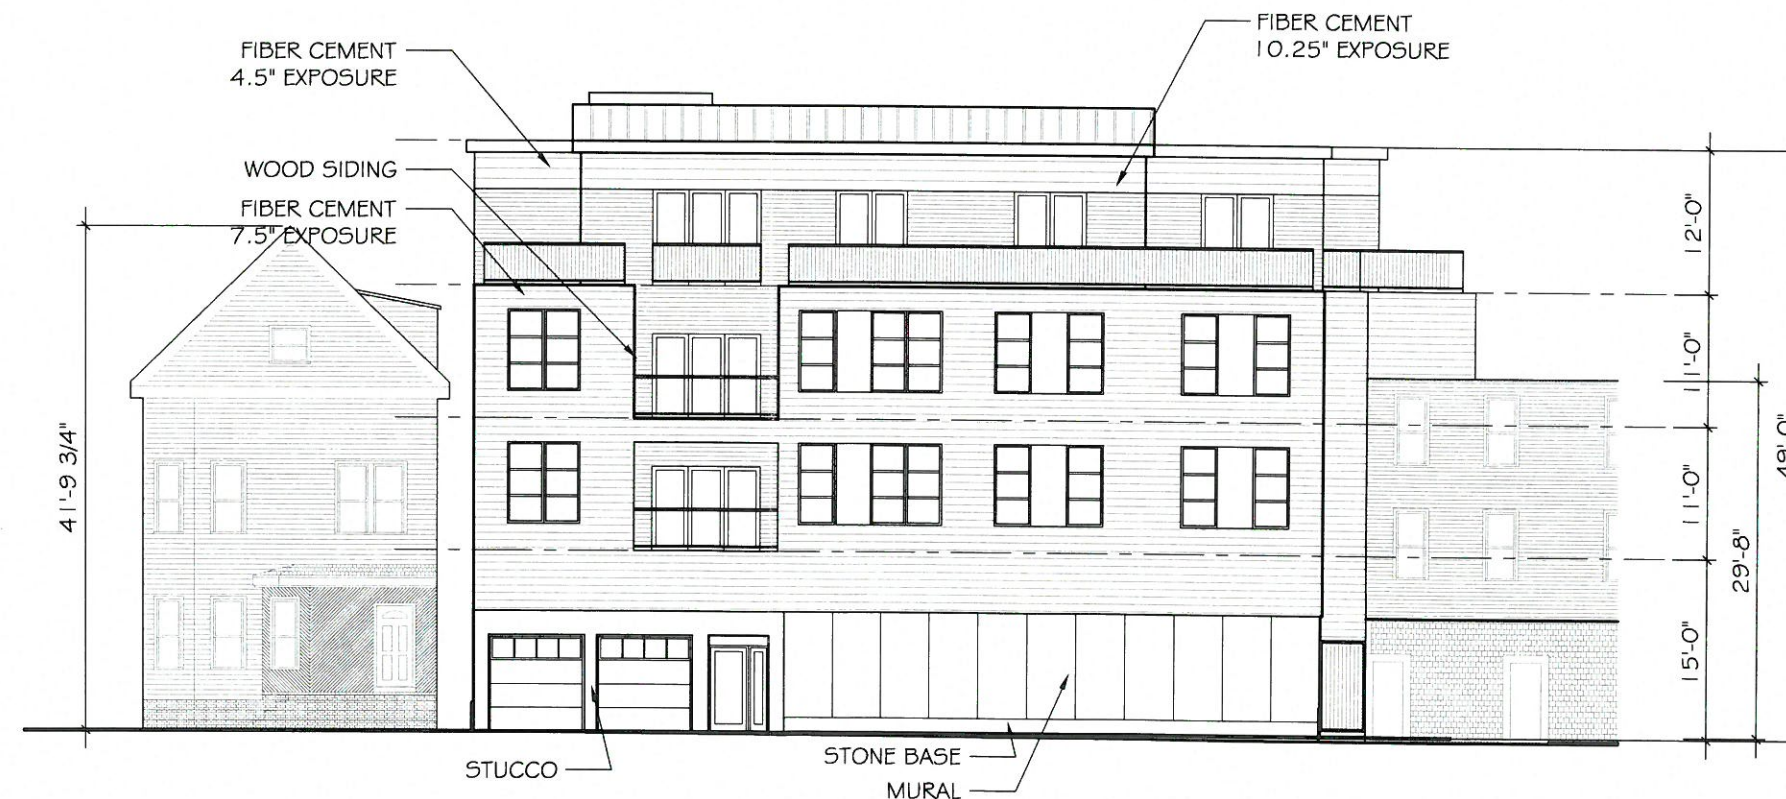 FIBER CEMENT
10.25" EXPOSURE
FIBER CEMENT
4.5" EXPOSURE
WOOD SIDING
FIBER CEMENT
7.5" EXPOSURE
41'-9 3/4"
12'-0"
11'-0"
11'-0"
15'-0"
29'-8"
STUCCO
STONE BASE
MURAL